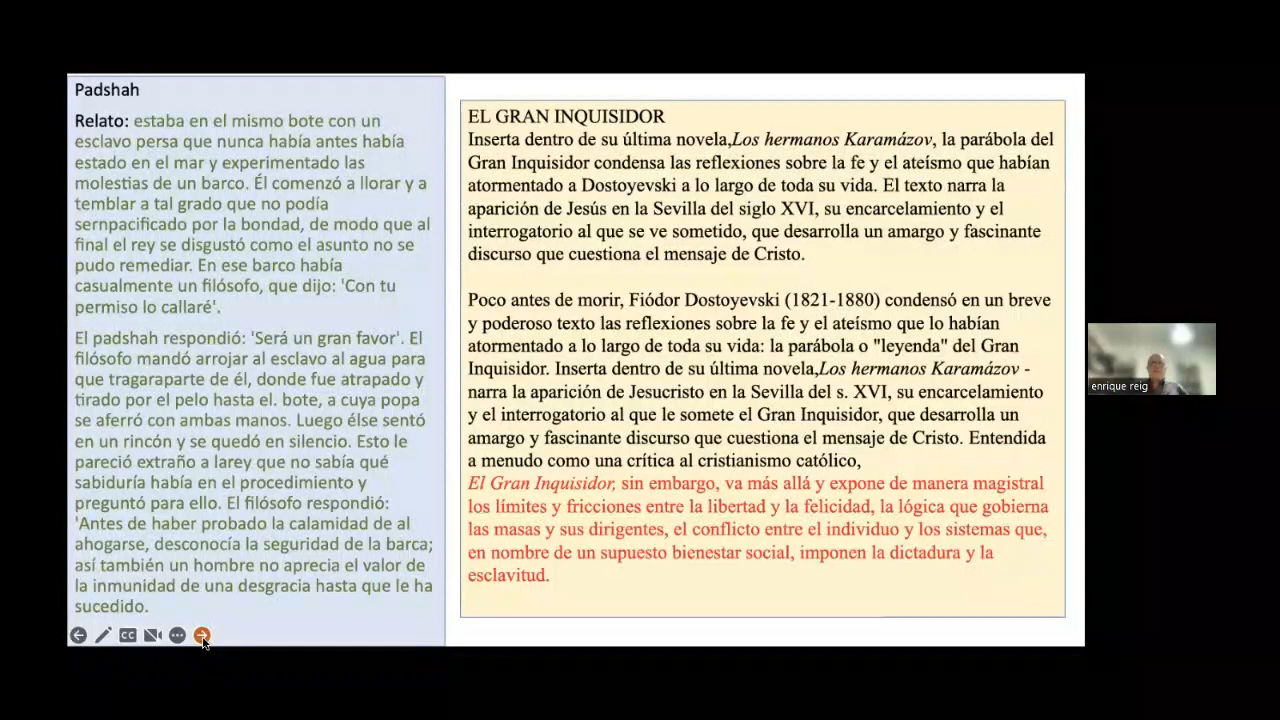 Padshah
Relato: estaba en el mismo bote con un
esclavo persa que nunca había antes había
estado en el mar y experimentado las
molestias de un barco. Él comenzó a llorar y a
temblar a tal grado que no podía
sernpacificado por la bondad, de modo que al
final el rey se disgustó como el asunto no se
pudo remediar. En ese barco había
casualmente un filósofo, que dijo: 'Con tu
permiso lo callaré'.
El padshah respondió: 'Será un gran favor'. El
filósofo mandó arrojar al esclavo al agua para
que tragaraparte de él, donde fue atrapado y
tirado por el pelo hasta el. bote, a cuya popa
se aferró con ambas manos. Luego élse sentó
en un rincón y se quedó en silencio. Esto le
pareció extraño a larey que no sabía qué
sabiduría había en el procedimiento y
preguntó para ello. El filósofo respondió:
'Antes de haber probado la calamidad de al
ahogarse, desconocía la seguridad de la barca;
así también un hombre no aprecia el valor de
la inmunidad de una desgracia hasta que le ha
sucedido.
CC
EL GRAN INQUISIDOR
Inserta dentro de su última novela,Los hermanos Karamázov, la parábola del
Gran Inquisidor condensa las reflexiones sobre la fe y el ateísmo que habían
atormentado a Dostoyevski a lo largo de toda su vida. El texto narra la
aparición de Jesús en la Sevilla del siglo XVI, su encarcelamiento y el
interrogatorio al que se ve sometido, que desarrolla un amargo y fascinante
discurso que cuestiona el mensaje de Cristo.
Poco antes de morir, Fiódor Dostoyevski (1821-1880) condensó en un breve
y poderoso texto las reflexiones sobre la fe y el ateísmo que lo habían
atormentado a lo largo de toda su vida: la parábola o "leyenda" del Gran
Inquisidor. Inserta dentro de su última novela,Los hermanos Karamázov -
narra la aparición de Jesucristo en la Sevilla del s. XVI, su encarcelamiento
y el interrogatorio al que le somete el Gran Inquisidor, que desarrolla un
amargo y fascinante discurso que cuestiona el mensaje de Cristo. Entendida
a menudo como una crítica al cristianismo católico,
El Gran Inquisidor, sin embargo, va más allá y expone de manera magistral
los límites y fricciones entre la libertad y la felicidad, la lógica que gobierna
las masas y sus dirigentes, el conflicto entre el individuo y los sistemas que,
en nombre de un supuesto bienestar social, imponen la dictadura y la
esclavitud.
enrique reig